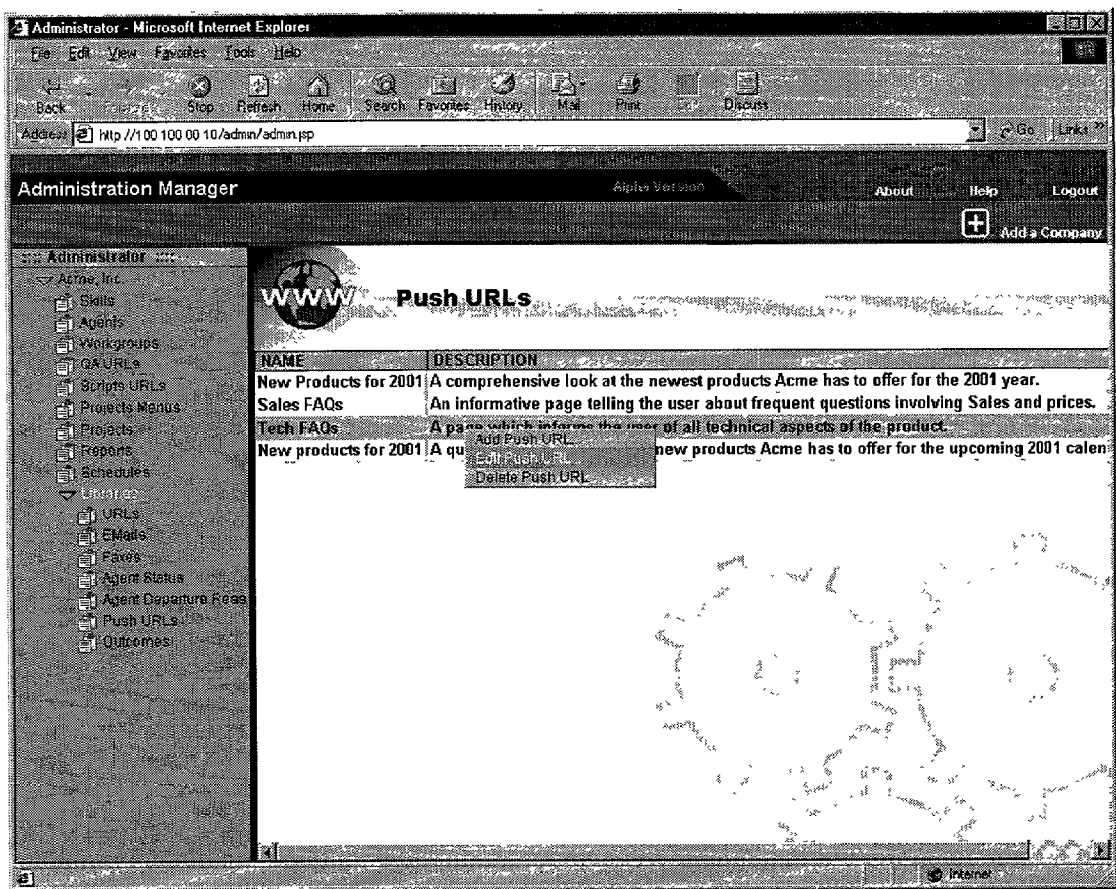 Administrator - Microsoft Internet Explorer
File Edit View Favorites Tools Help
Back Stop Refresh Home Search Favorites History Mail Print Discuss
Address http //100 100 00 10/admin/admin.jsp Go Links »
Administration Manager Alpha Version About Help Logout
Add a Company
Administrator
Acme, Inc.
Skills
Agents
Workgroups
QA URLs
Scripts URLs
Projects Menus
Projects
Reports
Schedules
Libraries
URLs
EMails
Faxes
Agent Status
Agent Departure Reas
Push URLs
Outcomes
WWW Push URLs
NAME DESCRIPTION
New Products for 2001 A comprehensive look at the newest products Acme has to offer for the 2001 year.
Sales FAQs An informative page telling the user about frequent questions involving Sales and prices.
Tech FAQs A page which informs the user of all technical aspects of the product.
New products for 2001 A qu new products Acme has to offer for the upcoming 2001 calen
Add Push URL...
Edit Push URL
Delete Push URL
Internet